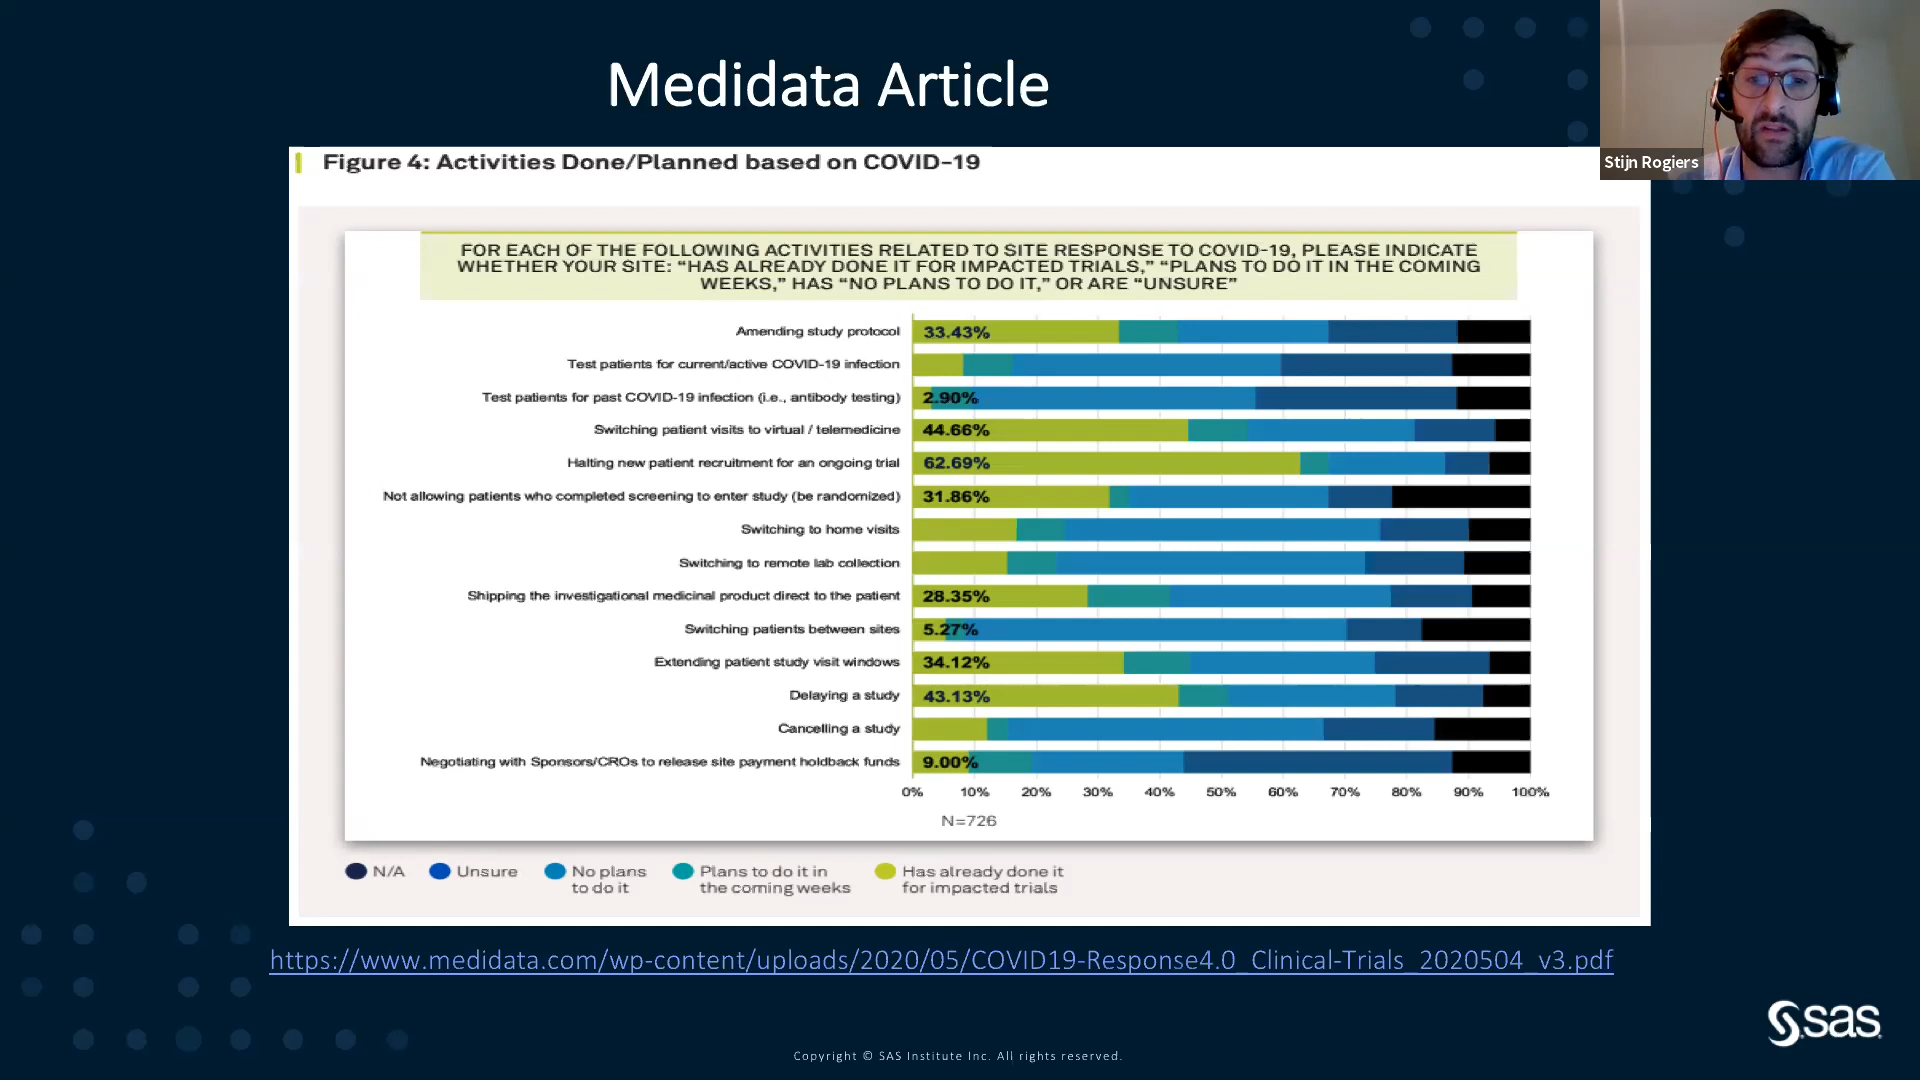 Medidata Article
Stijn Rogiers
Figure 4: Activities Done/Planned based on COVID-19
FOR EACH OF THE FOLLOWING ACTIVITIES RELATED TO SITE RESPONSE TO COVID-19, PLEASE INDICATE
WHETHER YOUR SITE: “HAS ALREADY DONE IT FOR IMPACTED TRIALS,” “PLANS TO DO IT IN THE COMING
WEEKS,” HAS “NO PLANS TO DO IT,” OR ARE “UNSURE”
Amending study protocol 33.43%
Test patients for current/active COVID-19 infection
Test patients for past COVID-19 infection (i.e., antibody testing) 2.90%
Switching patient visits to virtual / telemedicine 44.66%
Halting new patient recruitment for an ongoing trial 62.69%
Not allowing patients who completed screening to enter study (be randomized) 31.86%
Switching to home visits
Switching to remote lab collection
Shipping the investigational medicinal product direct to the patient 28.35%
Switching patients between sites 5.27%
Extending patient study visit windows 34.12%
Delaying a study 43.13%
Cancelling a study
Negotiating with Sponsors/CROs to release site payment holdback funds 9.00%
0% 10% 20% 30% 40% 50% 60% 70% 80% 90% 100%
N=726
N/A Unsure No plans Plans to do it in Has already done it
to do it the coming weeks for impacted trials
https://www.medidata.com/wp-content/uploads/2020/05/COVID19-Response4.0_Clinical-Trials_2020504_v3.pdf
sas
Copyright © SAS Institute Inc. All rights reserved.